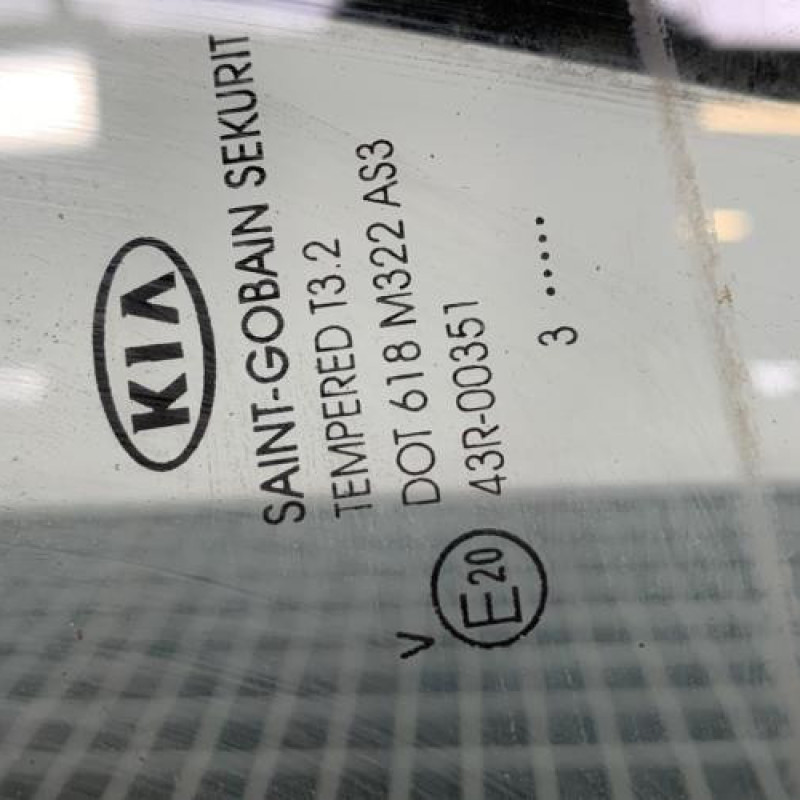 KIA
SAINT-GOBAIN SEKURIT
TEMPERED T3.2
DOT 618 M322 AS3
V
E20
43R-00351
3 .....